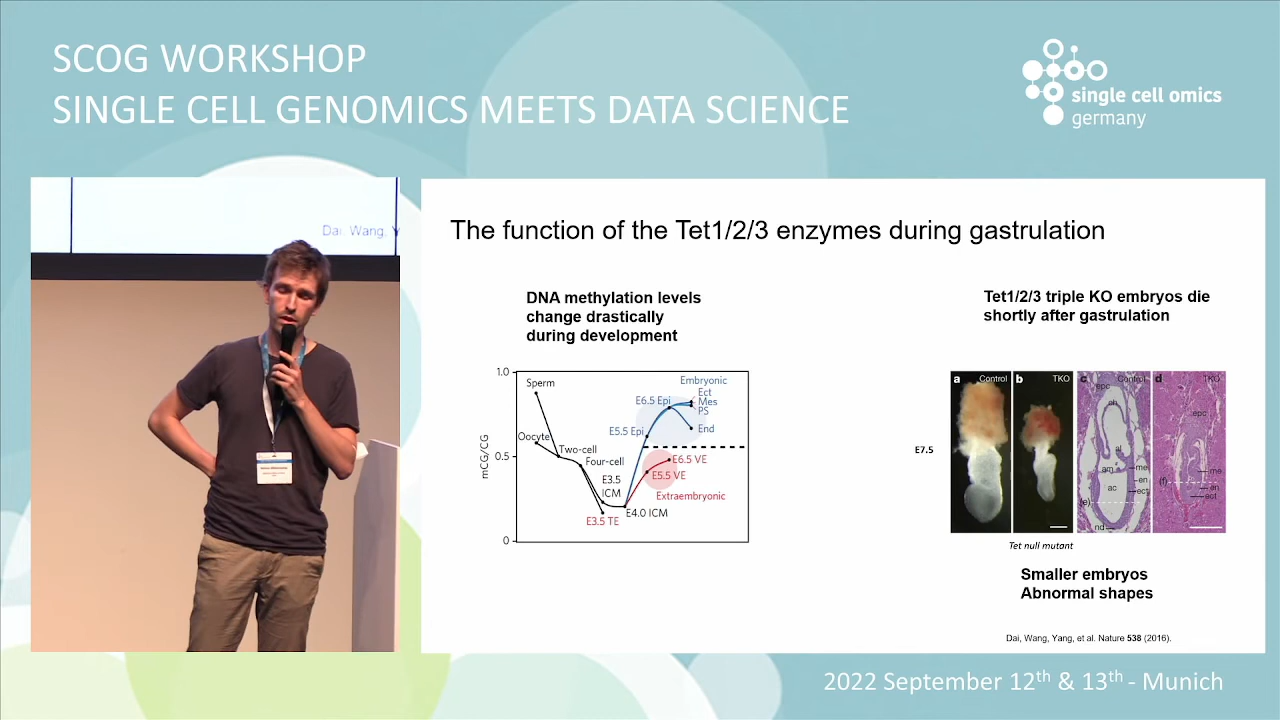 SCOG WORKSHOP
SINGLE CELL GENOMICS MEETS DATA SCIENCE
single cell omics
germany
Dai, Wang, Y
The function of the Tet1/2/3 enzymes during gastrulation
DNA methylation levels
change drastically
during development
1.0
0.5
0
mCG/CG
Sperm
Oocyte
Two-cell
Four-cell
E3.5
ICM
E3.5 TE
E4.0 ICM
E5.5 Epi
E6.5 Epi
Embryonic
Ect
Mes
PS
End
E6.5 VE
E5.5 VE
Extraembryonic
Tet1/2/3 triple KO embryos die
shortly after gastrulation
E7.5
a Control
b TKO
c Control
epc
ch
al
am
me
en
ect
ac
(e)
nd
d TKO
epc
me
(f)
en
ect
Tet null mutant
Smaller embryos
Abnormal shapes
Dai, Wang, Yang, et al. Nature 538 (2016).
2022 September 12th & 13th - Munich